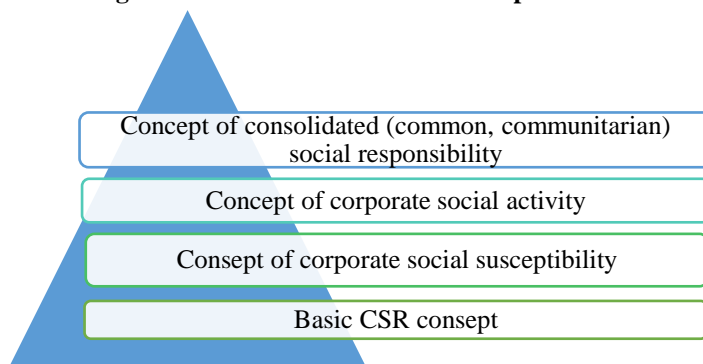 Concept of consolidated (common, communitarian)
social responsibility
Concept of corporate social activity
Consept of corporate social susceptibility
Basic CSR consept